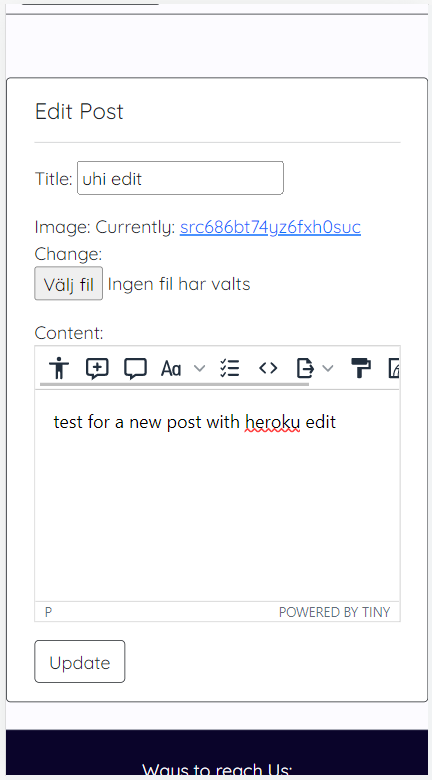 Edit Post
Title: uhi edit
Image: Currently: src686bt74yz6fxh0suc
Change:
Välj fil Ingen fil har valts
Content:
Aa
test for a new post with heroku edit
P POWERED BY TINY
Update
Ways to reach Us: